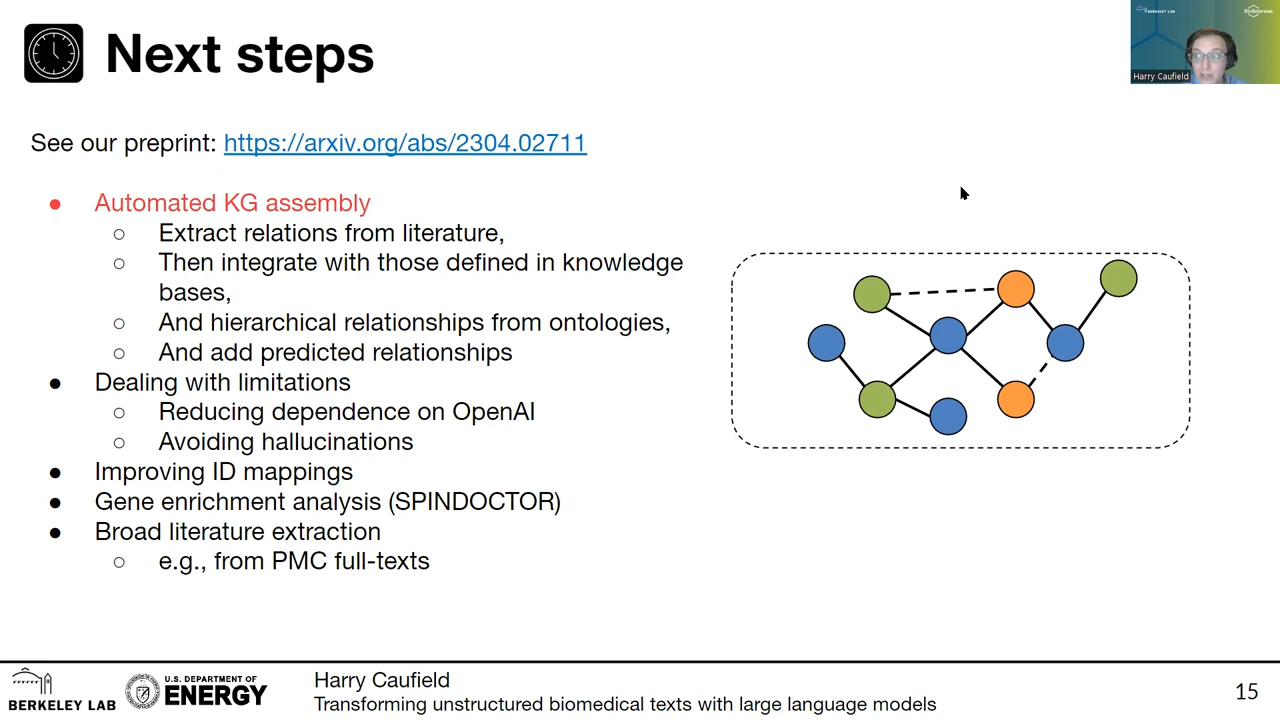 Next steps
BERKELEY LAB
BioSciences
Harry Caufield
See our preprint: https://arxiv.org/abs/2304.02711
● Automated KG assembly
○ Extract relations from literature,
○ Then integrate with those defined in knowledge
bases,
○ And hierarchical relationships from ontologies,
○ And add predicted relationships
● Dealing with limitations
○ Reducing dependence on OpenAI
○ Avoiding hallucinations
● Improving ID mappings
● Gene enrichment analysis (SPINDOCTOR)
● Broad literature extraction
○ e.g., from PMC full-texts
BERKELEY LAB
U.S. DEPARTMENT OF
ENERGY
Harry Caufield
Transforming unstructured biomedical texts with large language models
15